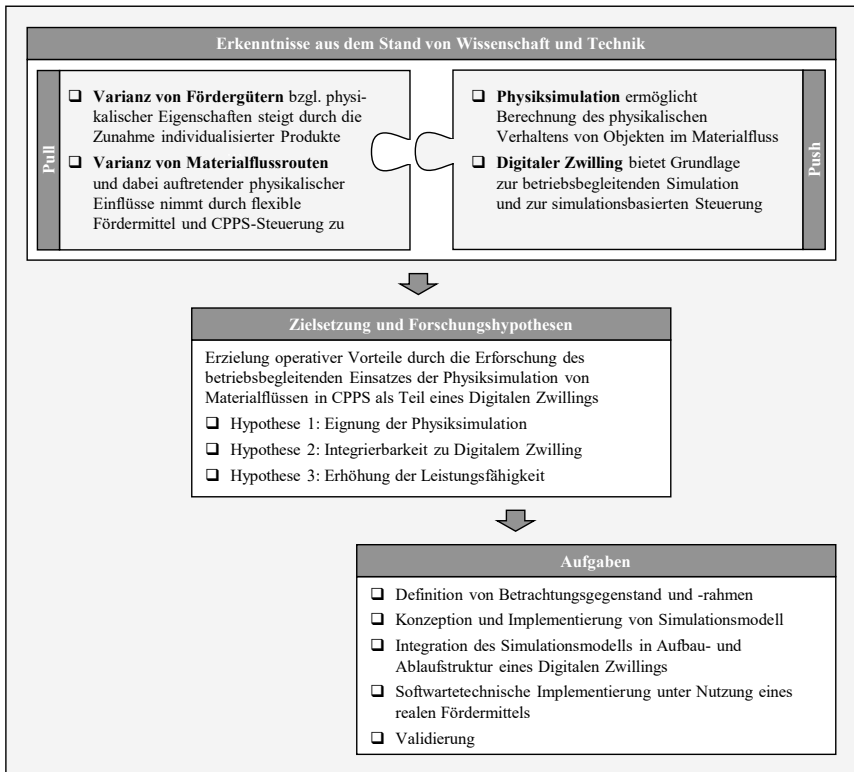 Erkenntnisse aus dem Stand von Wissenschaft und Technik
Pull
❑ Varianz von Fördergütern bzgl. physi-
kalischer Eigenschaften steigt durch die
Zunahme individualisierter Produkte
❑ Varianz von Materialflussrouten
und dabei auftretender physikalischer
Einflüsse nimmt durch flexible
Fördermittel und CPPS-Steuerung zu
❑ Physiksimulation ermöglicht
Berechnung des physikalischen
Verhaltens von Objekten im Materialfluss
❑ Digitaler Zwilling bietet Grundlage
zur betriebsbegleitenden Simulation
und zur simulationsbasierten Steuerung
Push
Zielsetzung und Forschungshypothesen
Erzielung operativer Vorteile durch die Erforschung des
betriebsbegleitenden Einsatzes der Physiksimulation von
Materialflüssen in CPPS als Teil eines Digitalen Zwillings
❑ Hypothese 1: Eignung der Physiksimulation
❑ Hypothese 2: Integrierbarkeit zu Digitalem Zwilling
❑ Hypothese 3: Erhöhung der Leistungsfähigkeit
Aufgaben
❑ Definition von Betrachtungsgegenstand und -rahmen
❑ Konzeption und Implementierung von Simulationsmodell
❑ Integration des Simulationsmodells in Aufbau- und
Ablaufstruktur eines Digitalen Zwillings
❑ Softwaretechnische Implementierung unter Nutzung eines
realen Fördermittels
❑ Validierung